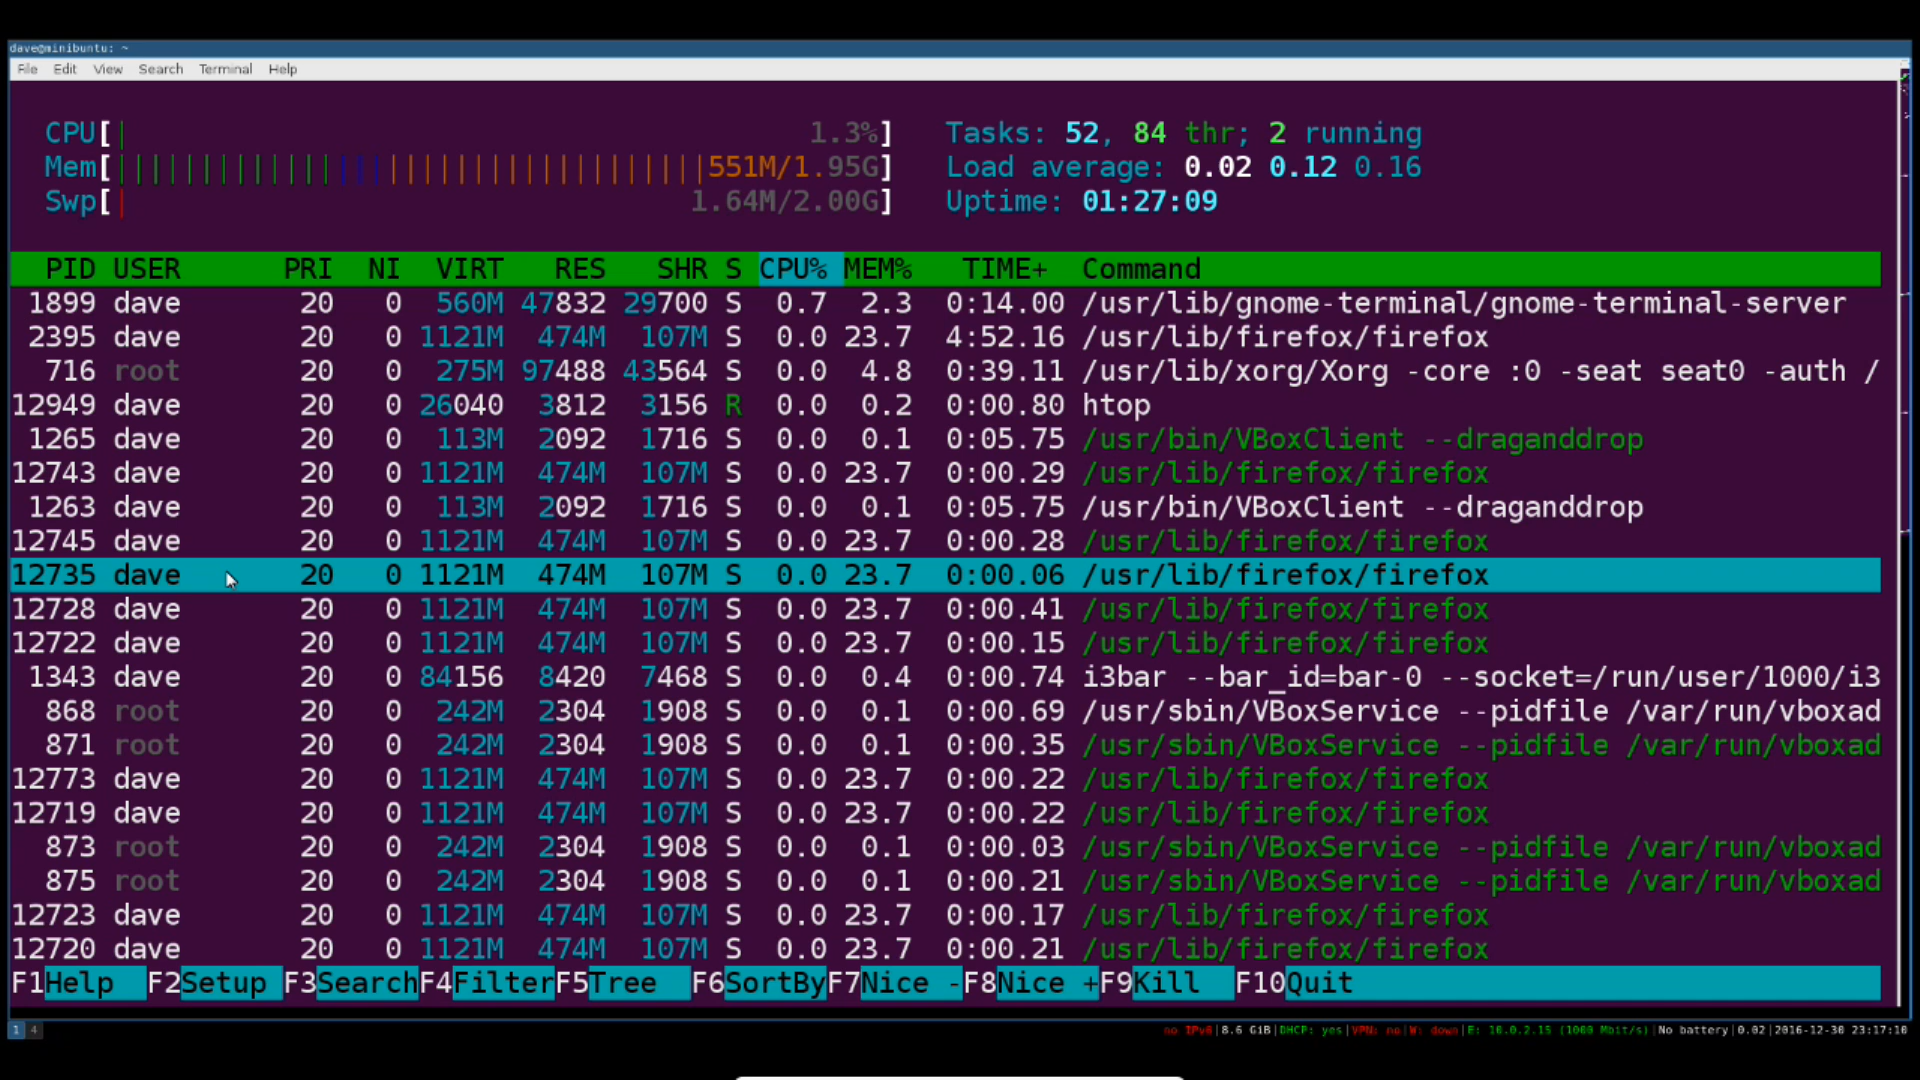 dave@minibuntu: ~
File Edit View Search Terminal Help
CPU[| 1.3%] Tasks: 52, 84 thr; 2 running
Mem[|||||||||||||||||||||||||||||||||||551M/1.95G] Load average: 0.02 0.12 0.16
Swp[| 1.64M/2.00G] Uptime: 01:27:09
PID USER PRI NI VIRT RES SHR S CPU% MEM% TIME+ Command
1899 dave 20 0 560M 47832 29700 S 0.7 2.3 0:14.00 /usr/lib/gnome-terminal/gnome-terminal-server
2395 dave 20 0 1121M 474M 107M S 0.0 23.7 4:52.16 /usr/lib/firefox/firefox
716 root 20 0 275M 97488 43564 S 0.0 4.8 0:39.11 /usr/lib/xorg/Xorg -core :0 -seat seat0 -auth /
12949 dave 20 0 26040 3812 3156 R 0.0 0.2 0:00.80 htop
1265 dave 20 0 113M 2092 1716 S 0.0 0.1 0:05.75 /usr/bin/VBoxClient --draganddrop
12743 dave 20 0 1121M 474M 107M S 0.0 23.7 0:00.29 /usr/lib/firefox/firefox
1263 dave 20 0 113M 2092 1716 S 0.0 0.1 0:05.75 /usr/bin/VBoxClient --draganddrop
12745 dave 20 0 1121M 474M 107M S 0.0 23.7 0:00.28 /usr/lib/firefox/firefox
12735 dave 20 0 1121M 474M 107M S 0.0 23.7 0:00.06 /usr/lib/firefox/firefox
12728 dave 20 0 1121M 474M 107M S 0.0 23.7 0:00.41 /usr/lib/firefox/firefox
12722 dave 20 0 1121M 474M 107M S 0.0 23.7 0:00.15 /usr/lib/firefox/firefox
1343 dave 20 0 84156 8420 7468 S 0.0 0.4 0:00.74 i3bar --bar_id=bar-0 --socket=/run/user/1000/i3
868 root 20 0 242M 2304 1908 S 0.0 0.1 0:00.69 /usr/sbin/VBoxService --pidfile /var/run/vboxad
871 root 20 0 242M 2304 1908 S 0.0 0.1 0:00.35 /usr/sbin/VBoxService --pidfile /var/run/vboxad
12773 dave 20 0 1121M 474M 107M S 0.0 23.7 0:00.22 /usr/lib/firefox/firefox
12719 dave 20 0 1121M 474M 107M S 0.0 23.7 0:00.22 /usr/lib/firefox/firefox
873 root 20 0 242M 2304 1908 S 0.0 0.1 0:00.03 /usr/sbin/VBoxService --pidfile /var/run/vboxad
875 root 20 0 242M 2304 1908 S 0.0 0.1 0:00.21 /usr/sbin/VBoxService --pidfile /var/run/vboxad
12723 dave 20 0 1121M 474M 107M S 0.0 23.7 0:00.17 /usr/lib/firefox/firefox
12720 dave 20 0 1121M 474M 107M S 0.0 23.7 0:00.21 /usr/lib/firefox/firefox
F1Help F2Setup F3SearchF4FilterF5Tree F6SortByF7Nice -F8Nice +F9Kill F10Quit
1 4 no IPv6|8.6 GiB|DHCP: yes|VPN: no|W: down|E: 10.0.2.15 (1000 Mbit/s)|No battery|0.02|2016-12-30 23:17:10